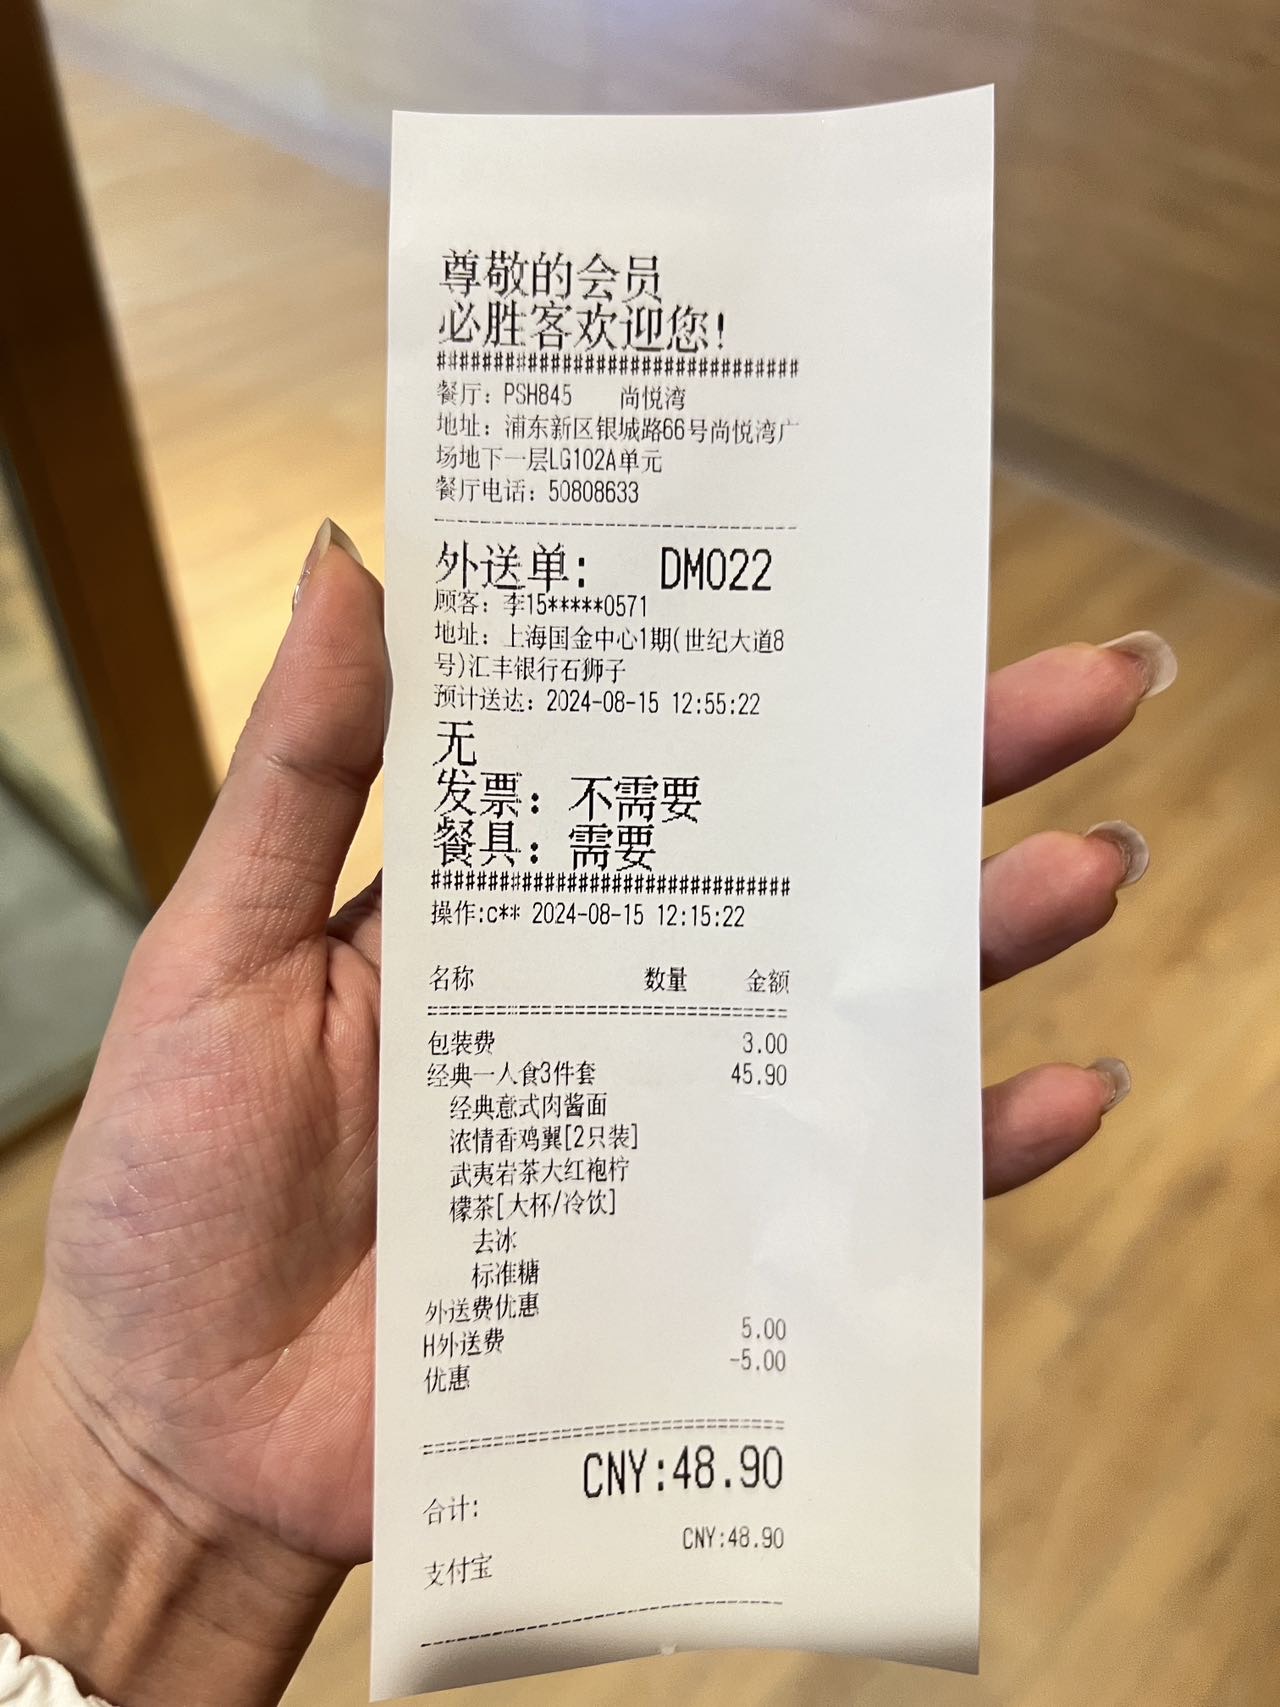 尊敬的会员
必胜客欢迎您!
################################
餐厅：PSH845 尚悦湾
地址：浦东新区银城路66号尚悦湾广
场地下一层LG102A单元
餐厅电话：50808633
外送单: DM022
顾客：李15*****0571
地址：上海国金中心1期(世纪大道8
号)汇丰银行石狮子
预计送达：2024-08-15 12:55:22
无
发票：不需要
餐具：需要
################################
操作:c** 2024-08-15 12:15:22
名称 数量 金额
包装费 3.00
经典一人食3件套 45.90
经典意式肉酱面
浓情香鸡翼[2只装]
武夷岩茶大红袍柠
檬茶[大杯/冷饮]
去冰
标准糖
外送费优惠
H外送费 5.00
优惠 -5.00
合计: CNY:48.90
支付宝 CNY:48.90